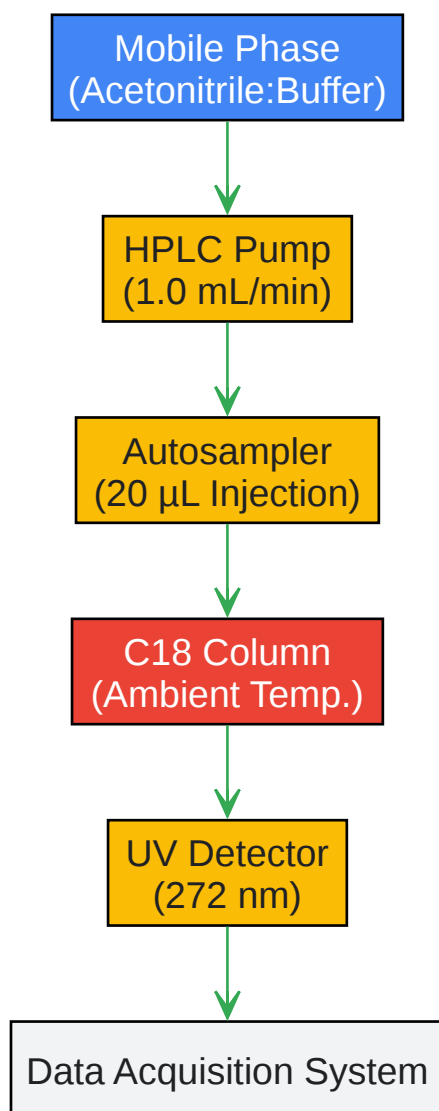 Mobile Phase
(Acetonitrile:Buffer)
HPLC Pump
(1.0 mL/min)
Autosampler
(20 µL Injection)
C18 Column
(Ambient Temp.)
UV Detector
(272 nm)
Data Acquisition System